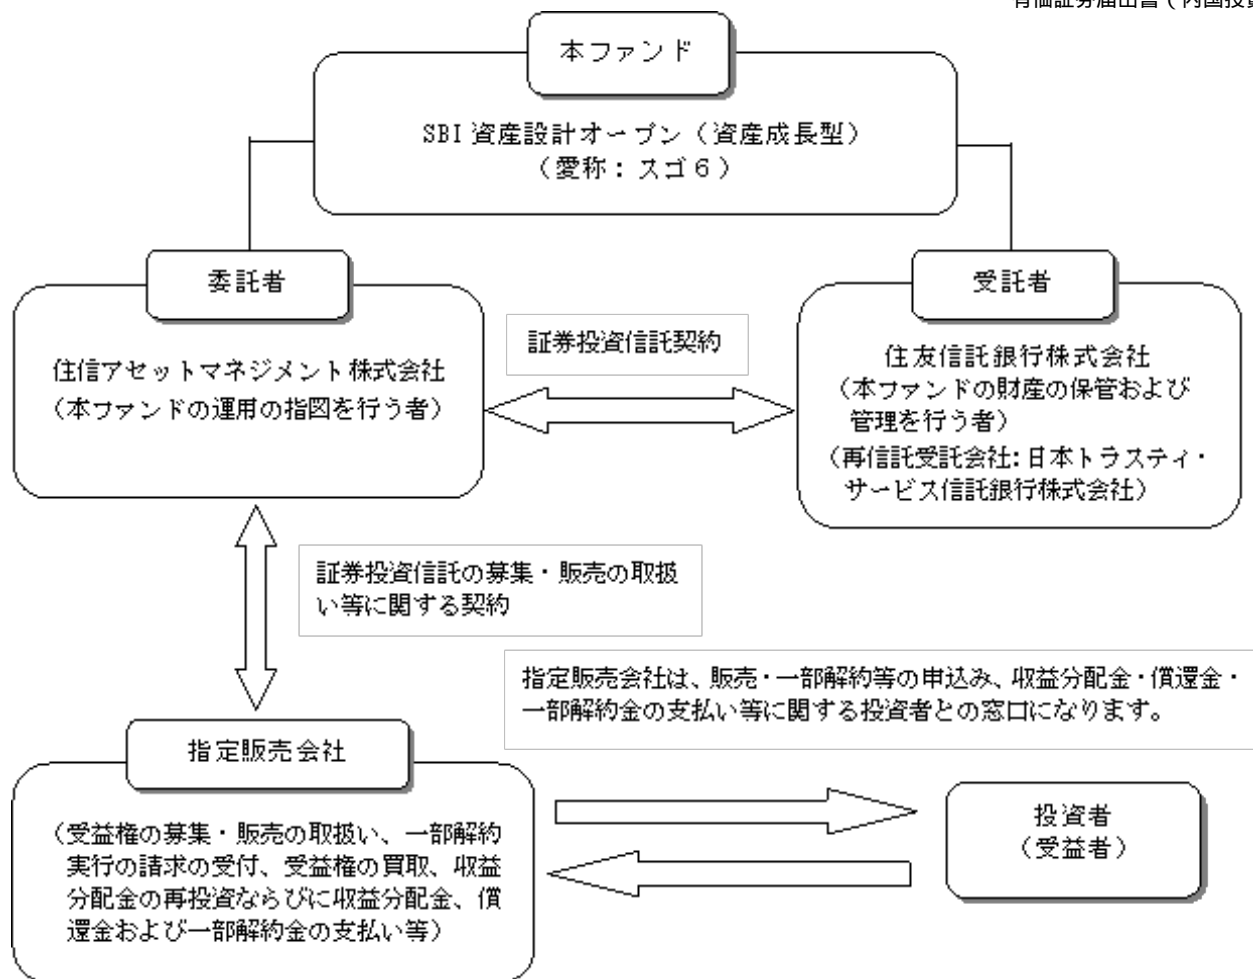 有価証券届出書(内国投資
本ファンド
SBI 資産設計オープン（資産成長型）
（愛称：スゴ６）
委託者
住信アセットマネジメント株式会社
（本ファンドの運用の指図を行う者）
証券投資信託契約
受託者
住友信託銀行株式会社
（本ファンドの財産の保管および
管理を行う者）
（再信託受託会社：日本トラスティ・
サービス信託銀行株式会社）
証券投資信託の募集・販売の取扱
い等に関する契約
指定販売会社は、販売・一部解約等の申込み、収益分配金・償還金・
一部解約金の支払い等に関する投資者との窓口になります。
指定販売会社
（受益権の募集・販売の取扱い、一部解約
実行の請求の受付、受益権の買取、収益
分配金の再投資ならびに収益分配金、償
還金および一部解約金の支払い等）
投資者
（受益者）